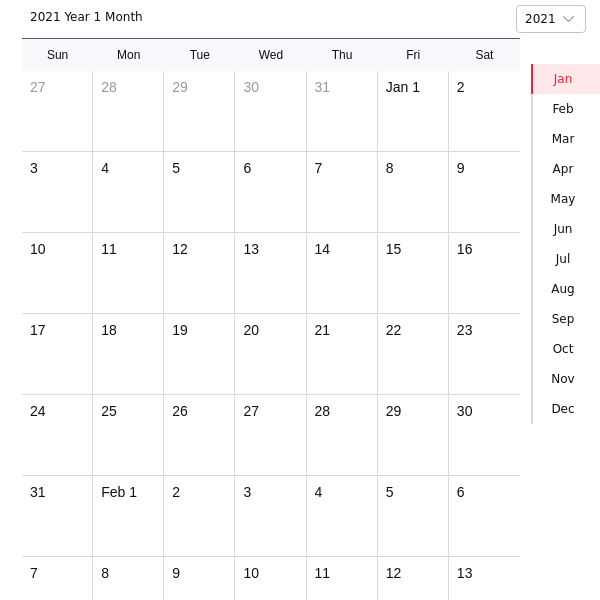 2021 Year 1 Month
2021
Sun Mon Tue Wed Thu Fri Sat
27 28 29 30 31 Jan 1 2
3 4 5 6 7 8 9
10 11 12 13 14 15 16
17 18 19 20 21 22 23
24 25 26 27 28 29 30
31 Feb 1 2 3 4 5 6
7 8 9 10 11 12 13
Jan
Feb
Mar
Apr
May
Jun
Jul
Aug
Sep
Oct
Nov
Dec